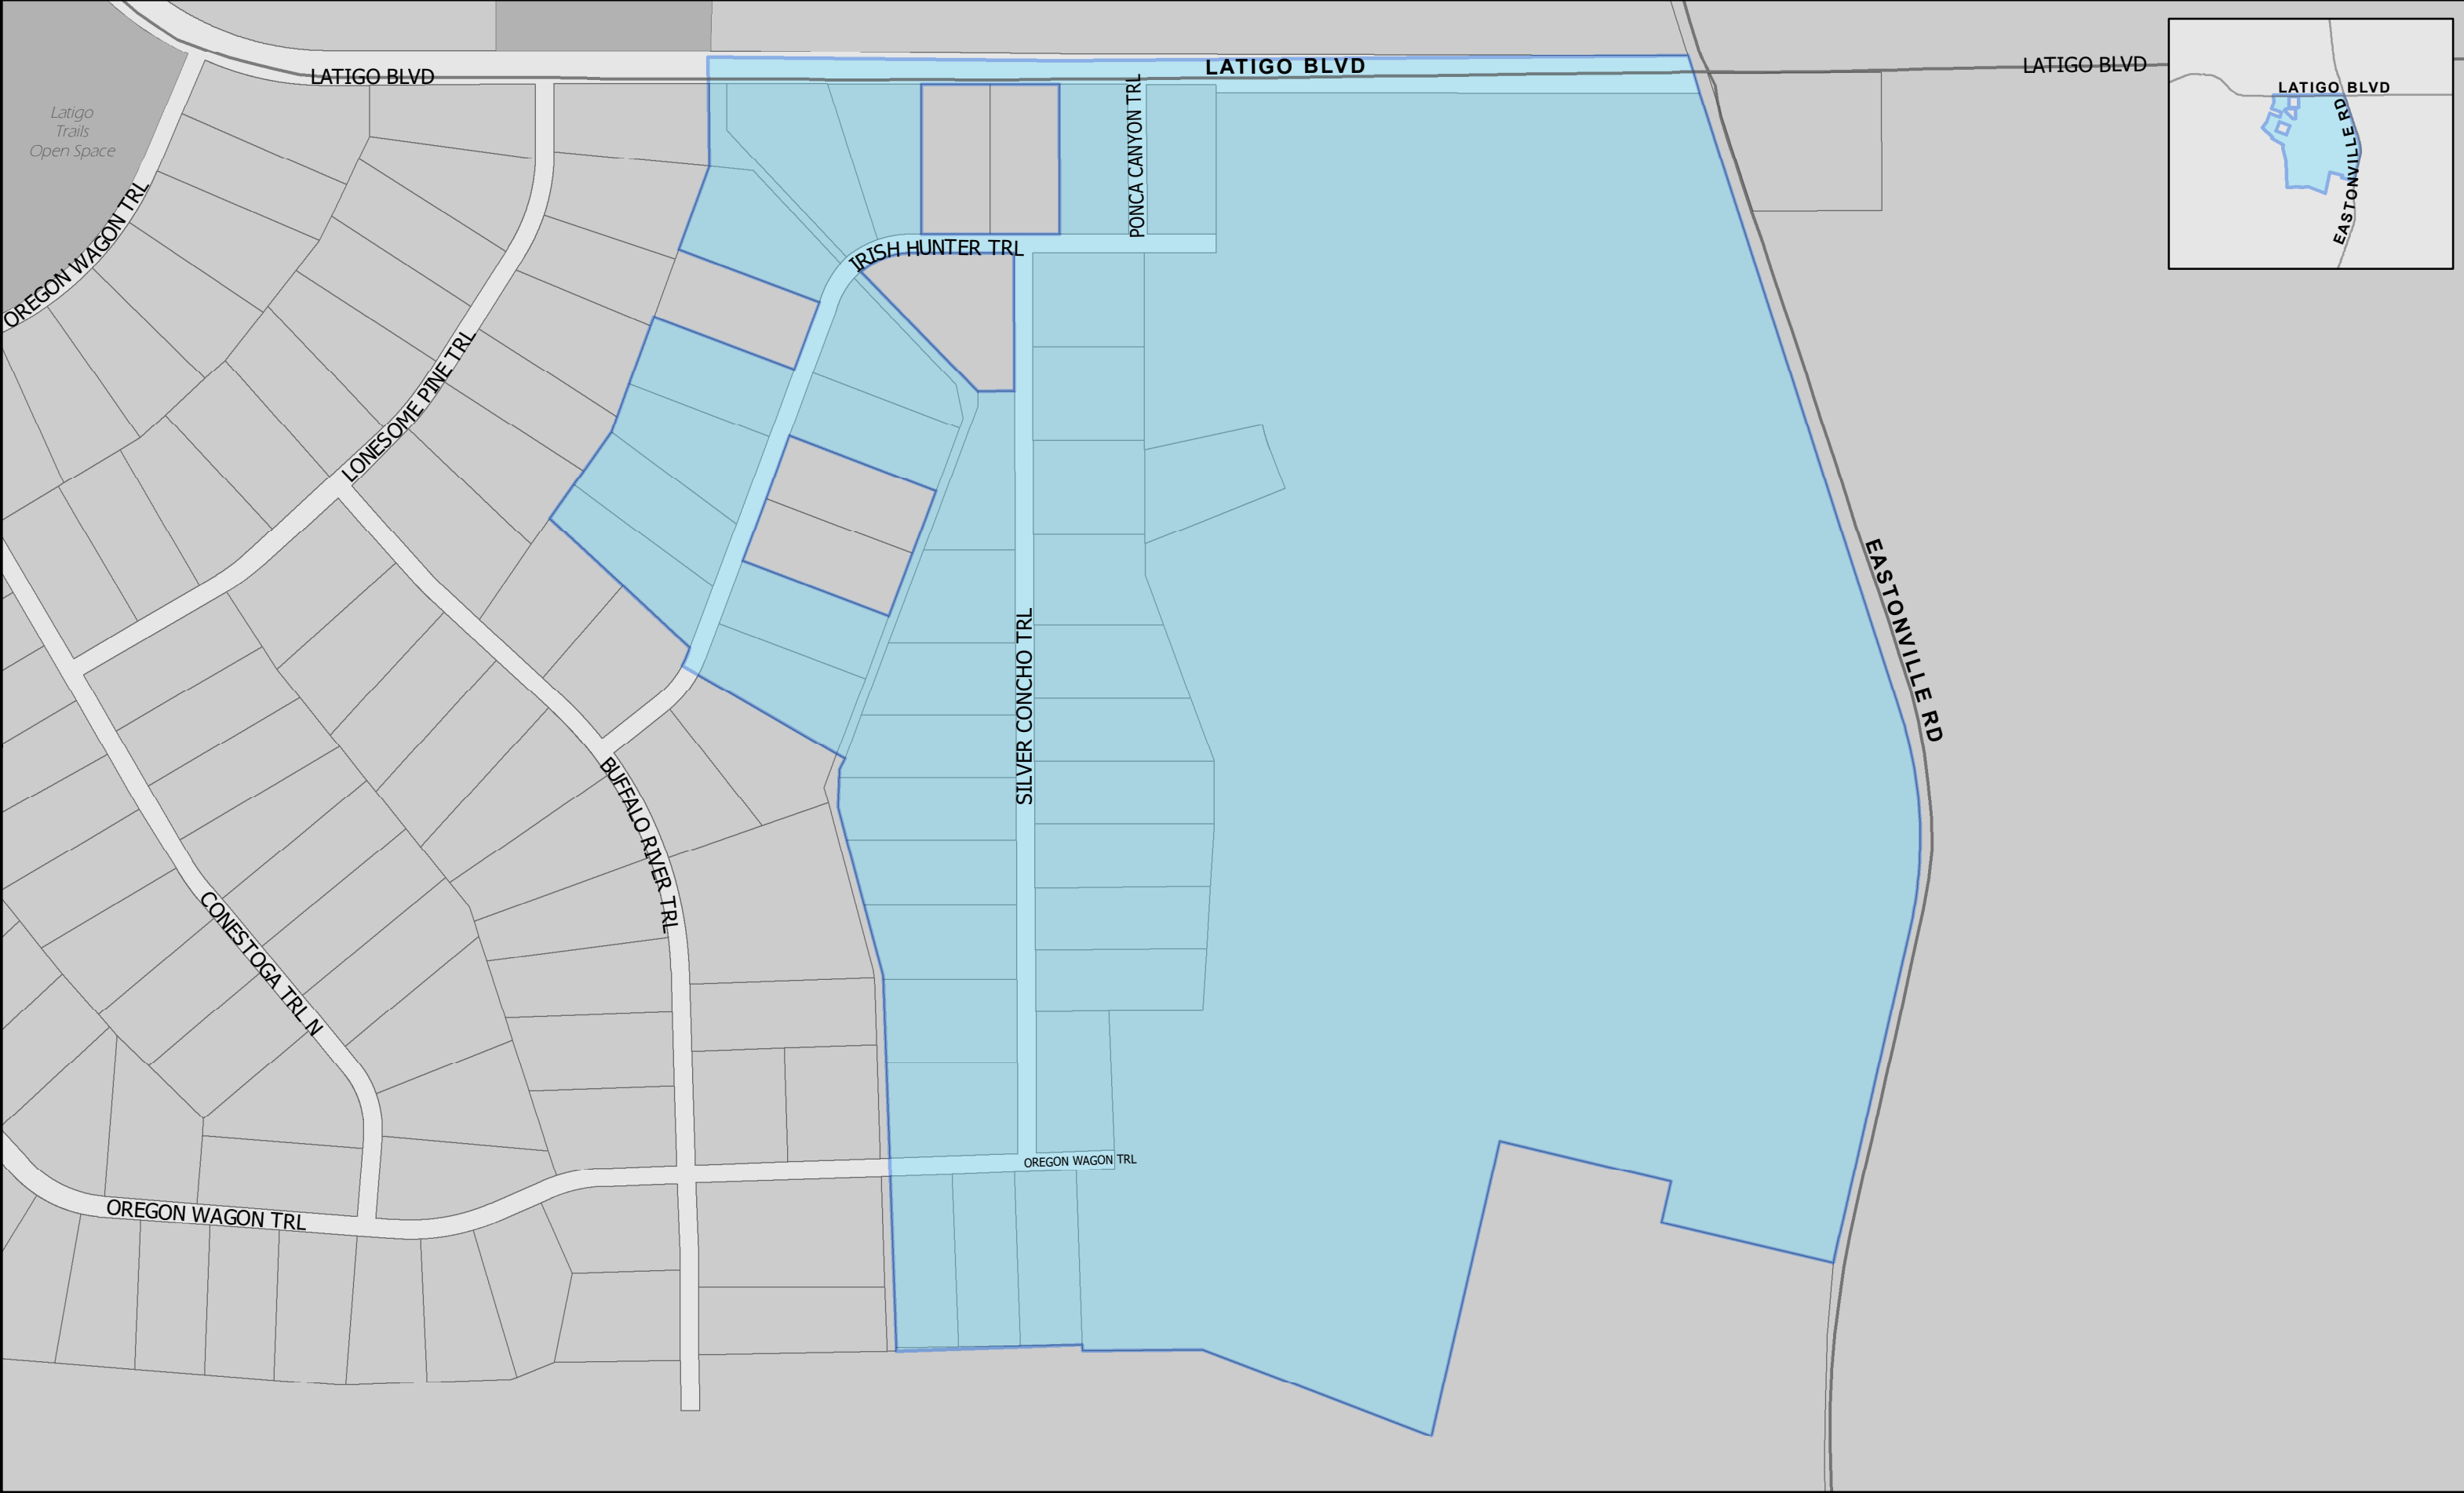 LATIGO BLVD
LATIGO BLVD
LATIGO BLVD
LATIGO BLVD
EASTONVILLE RD
Latigo
Trails
Open Space
PONCA CANYON TRL
OREGON WAGON TRL
IRISH HUNTER TRL
LONESOME PINE TRL
EASTONVILLE RD
SILVER CONCHO TRL
BUFFALO RIVER TRL
CONESTOGA TRL N
OREGON WAGON TRL
OREGON WAGON TRL